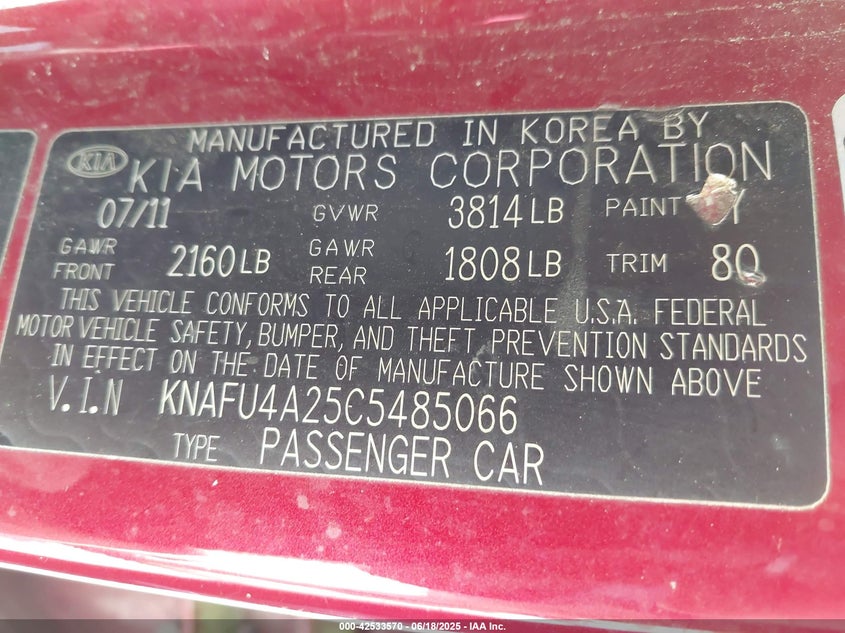 MANUFACTURED IN KOREA BY
KIA KIA MOTORS CORPORATION
07/11 GVWR 3814 LB PAINT
GAWR FRONT 2160 LB GAWR REAR 1808 LB TRIM 80
THIS VEHICLE CONFORMS TO ALL APPLICABLE U.S.A. FEDERAL
MOTOR VEHICLE SAFETY, BUMPER, AND THEFT PREVENTION STANDARDS
IN EFFECT ON THE DATE OF MANUFACTURE SHOWN ABOVE
V.I.N KNAFU4A25C5485066
TYPE PASSENGER CAR
000-42533570 - 06/18/2025 - IAA Inc.